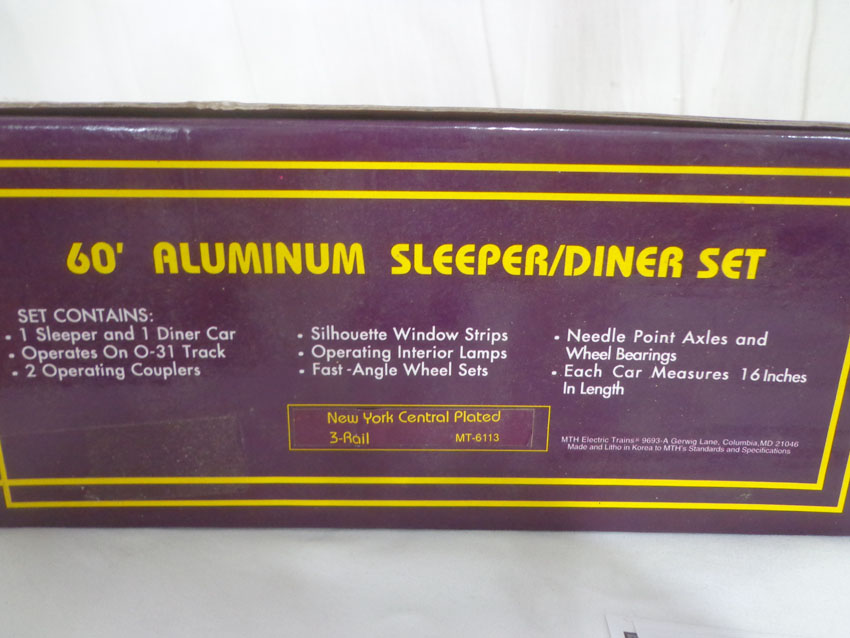 60' ALUMINUM SLEEPER/DINER SET
SET CONTAINS:
• 1 Sleeper and 1 Diner Car
• Operates On O-31 Track
• 2 Operating Couplers
• Silhouette Window Strips
• Operating Interior Lamps
• Fast-Angle Wheel Sets
• Needle Point Axles and
Wheel Bearings
• Each Car Measures 16 Inches
In Length
New York Central Plated
3-Rail MT-6113
MTH Electric Trains® 9693-A Gerwig Lane, Columbia, MD 21046
Made and Litho in Korea to MTH's Standards and Specifications